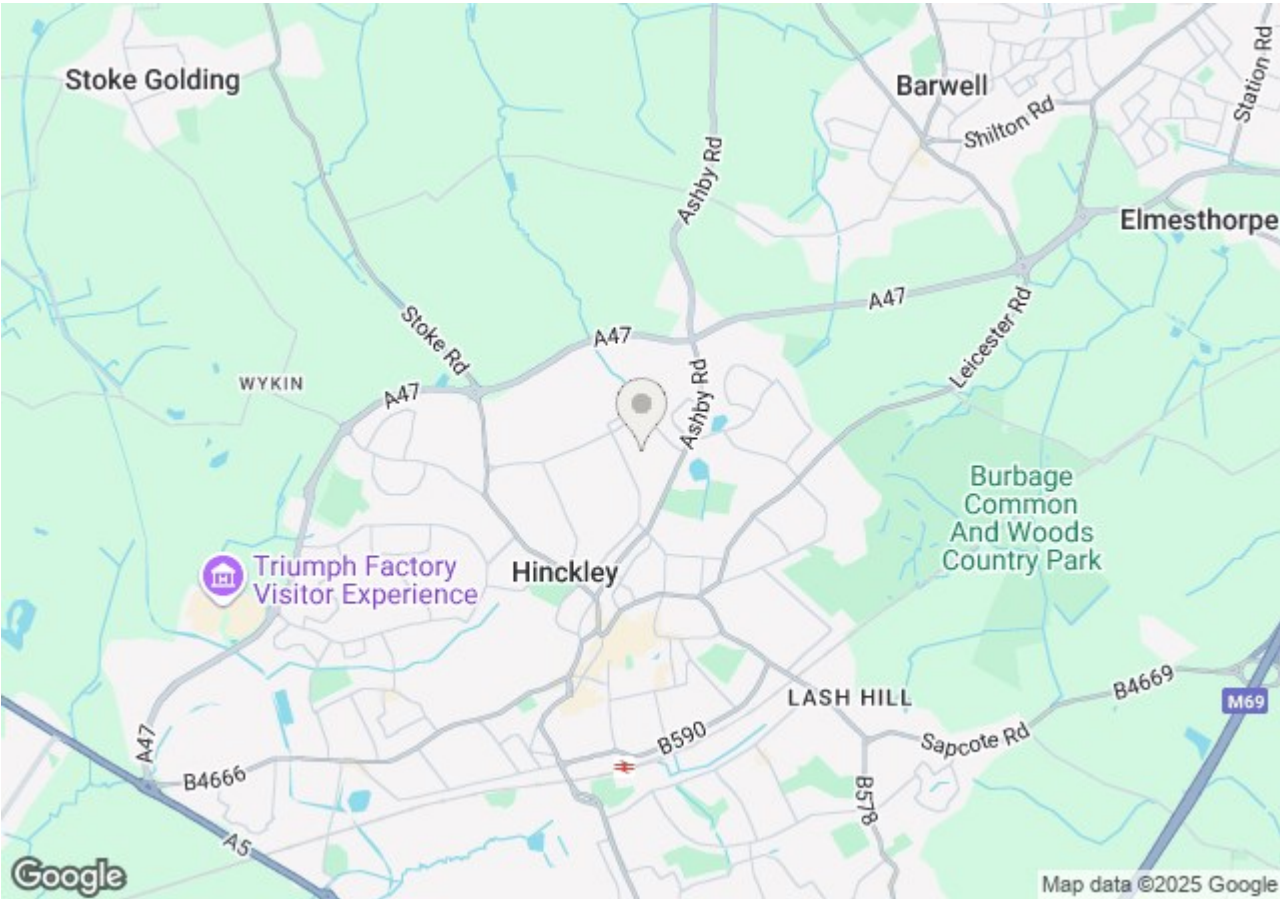 Stoke Golding
Barwell
Station Rd
Shilton Rd
Ashby Rd
Elmesthorpe
A47
Leicester Rd
A47
Stoke Rd
WYKIN
A47
Ashby Rd
Burbage
Common
And Woods
Country Park
Triumph Factory
Visitor Experience
Hinckley
LASH HILL
B4669
M69
Sapcote Rd
B590
A47
B4666
B578
A5
Google
Map data ©2025 Google